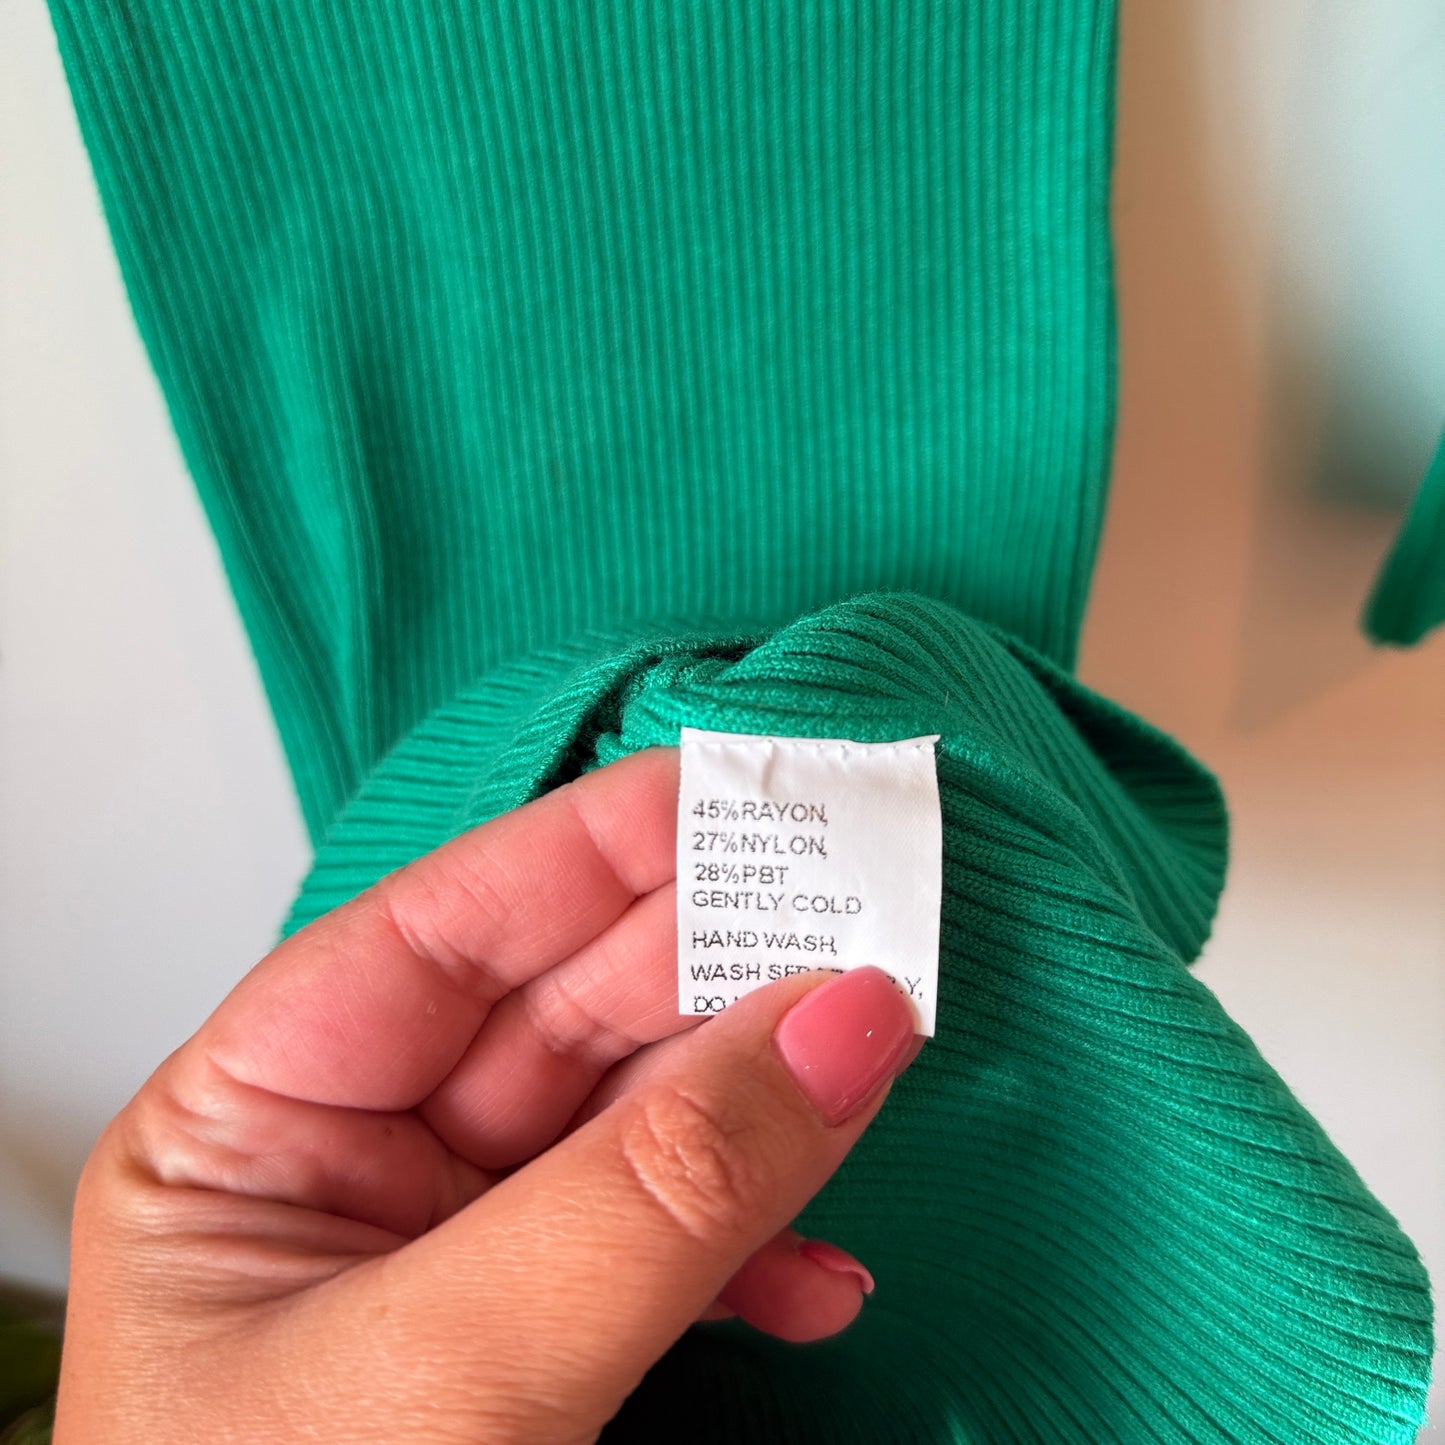 45%RAYON,
27%NYLON,
28%PBT
GENTLY COLD
HAND WASH,
WASH
DO